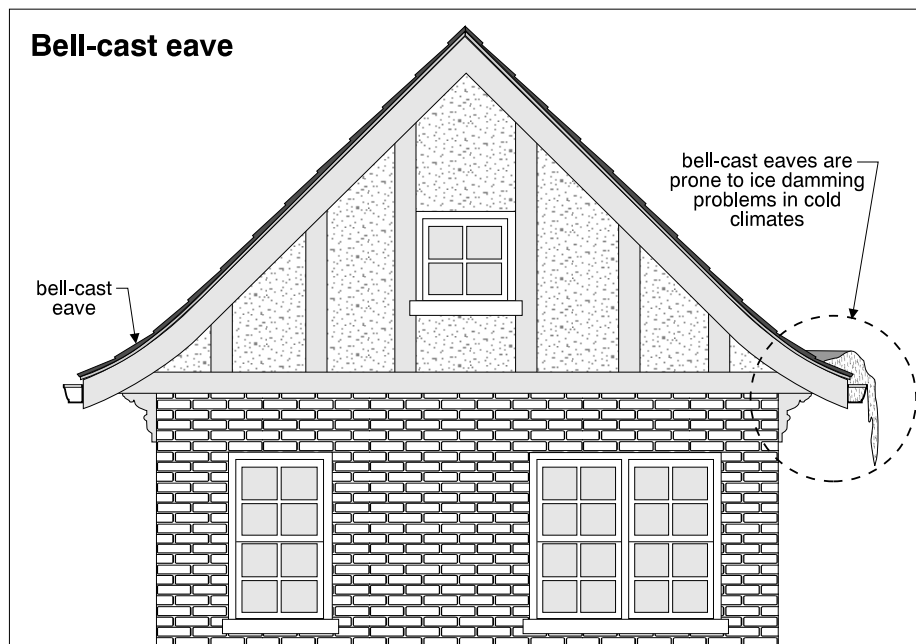 Bell-cast eave
bell-cast eaves are
prone to ice damming
problems in cold
climates
bell-cast
eave